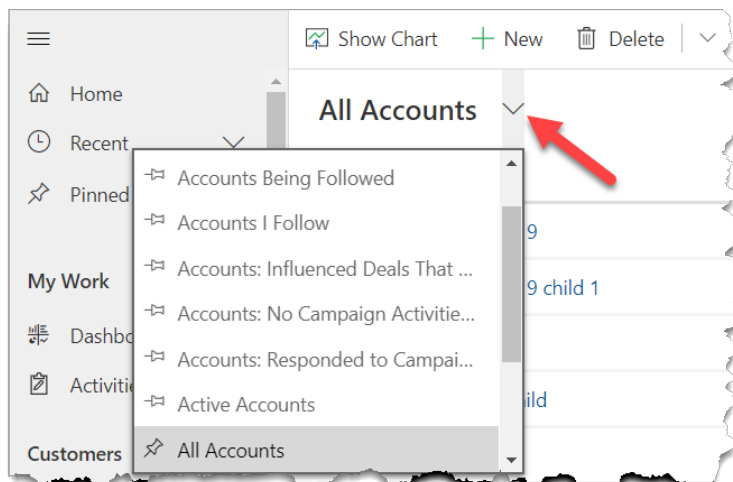 Show Chart
New
Delete
Home
Recent
Pinned
My Work
Dashbo
Activitie
Customers
All Accounts
Accounts Being Followed
Accounts I Follow
Accounts: Influenced Deals That ...
Accounts: No Campaign Activitie...
Accounts: Responded to Campai...
Active Accounts
All Accounts
9
9 child 1
ild